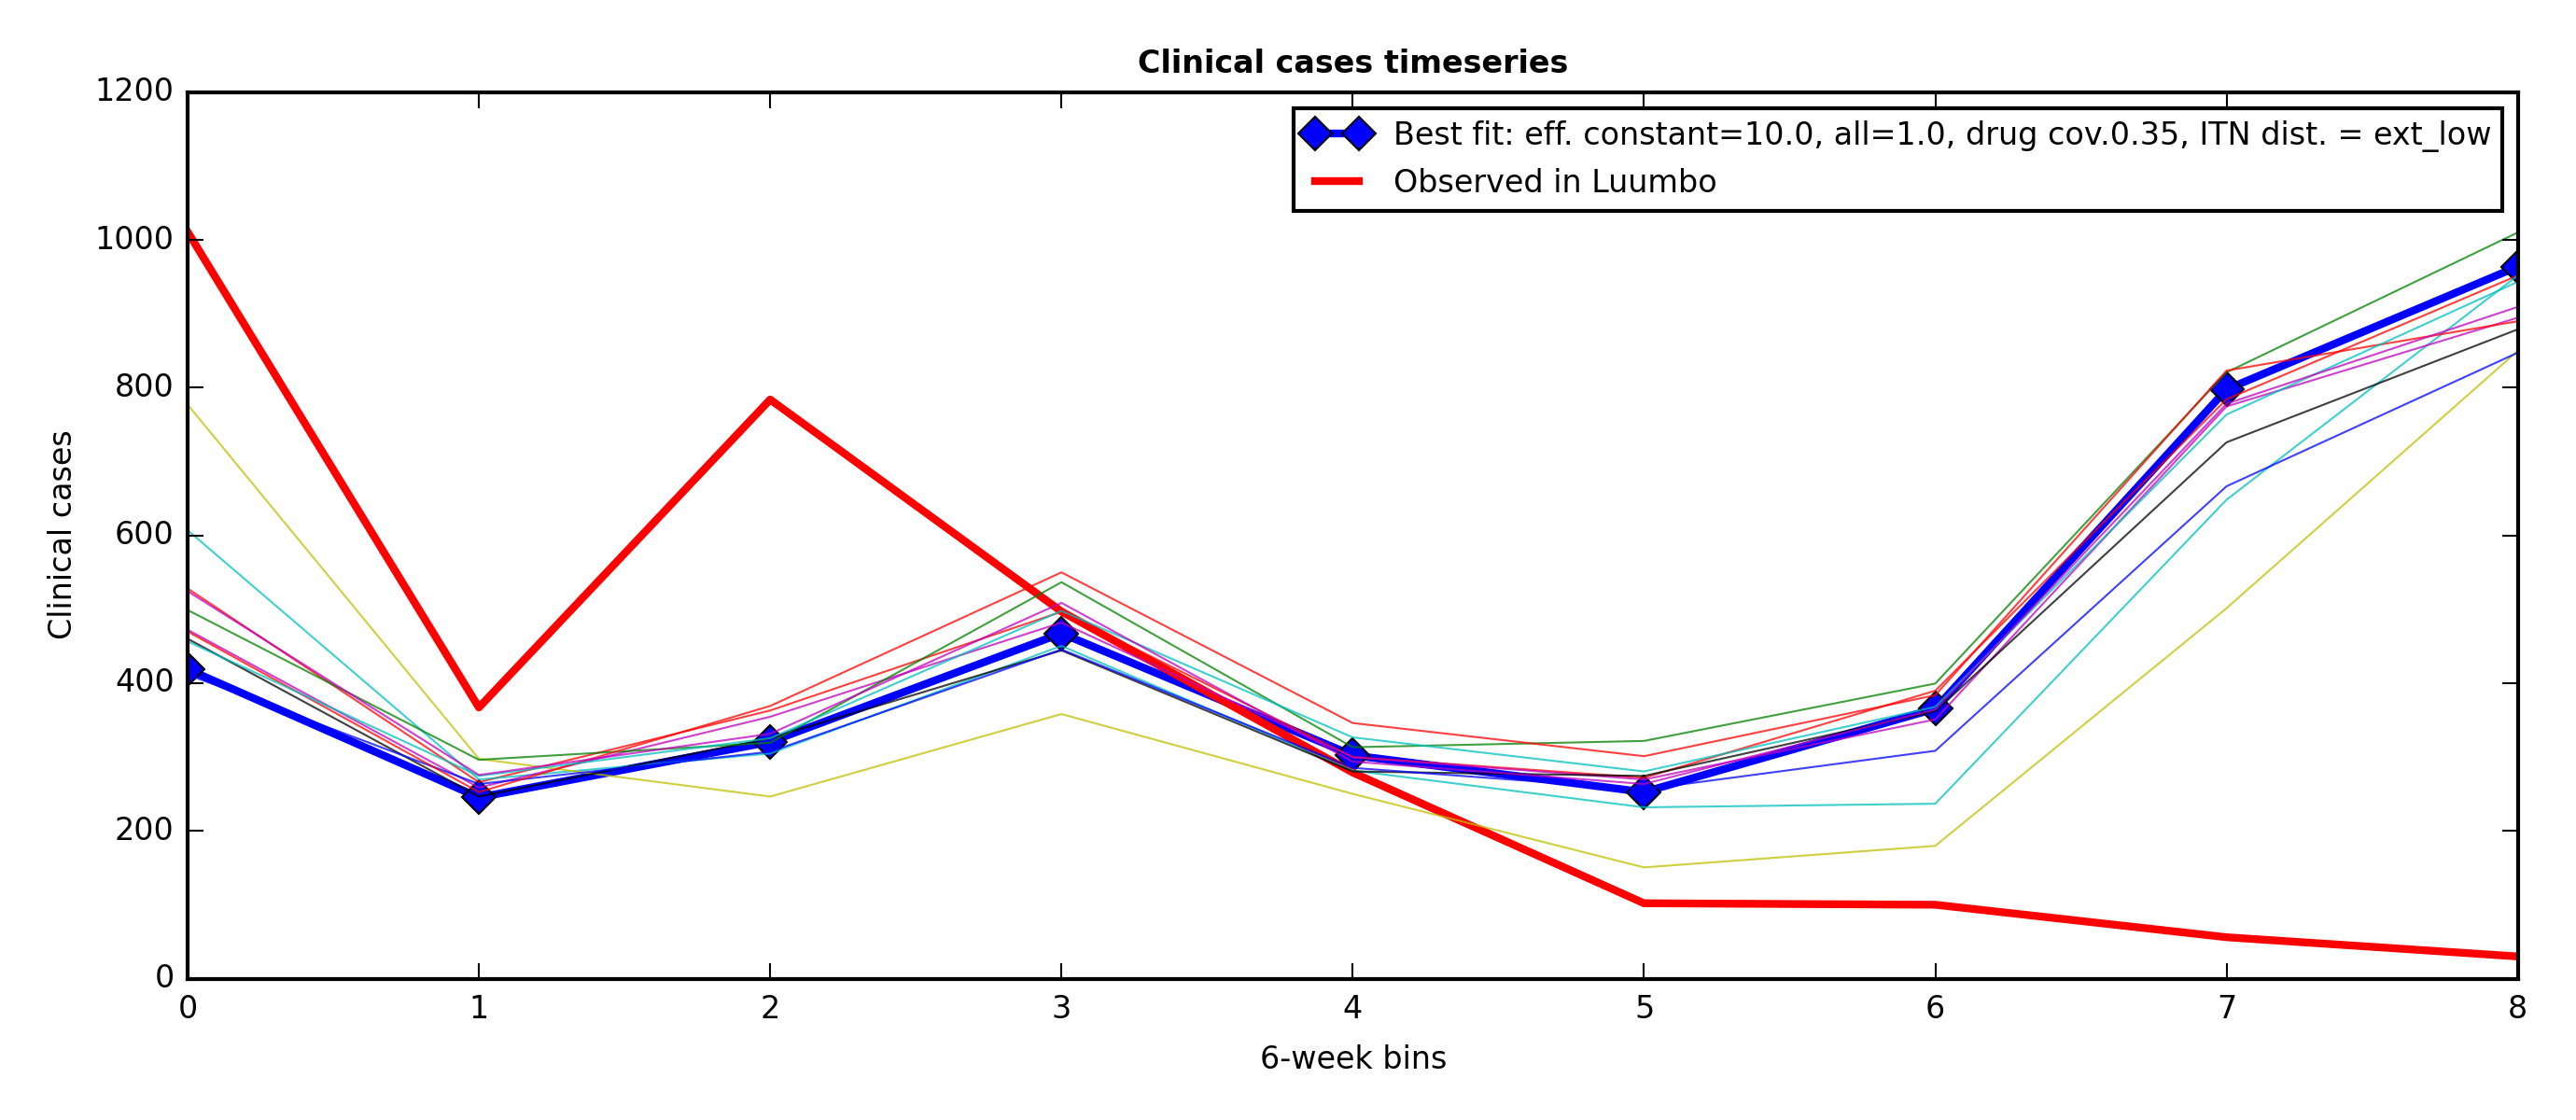 Clinical cases timeseries
1200
1000
800
600
400
200
0
Clinical cases
Best fit: eff. constant=10.0, all=1.0, drug cov.0.35, ITN dist. = ext_low
Observed in Luumbo
0 1 2 3 4 5 6 7 8
6-week bins